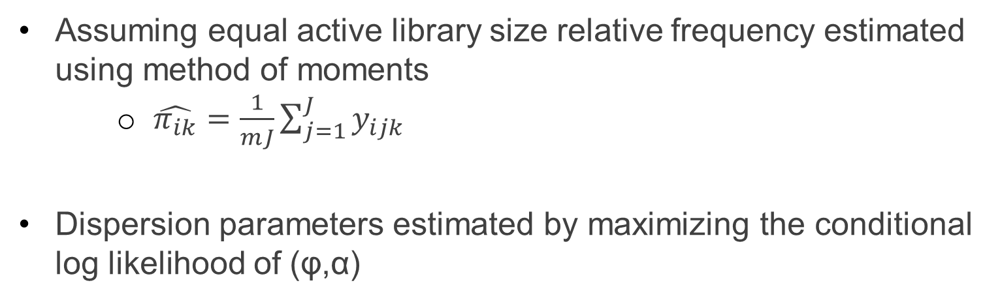 • Assuming equal active library size relative frequency estimated
using method of moments
○ $\widehat{\pi_{ik}} = \frac{1}{mJ} \sum_{j=1}^{J} y_{ijk}$
• Dispersion parameters estimated by maximizing the conditional
log likelihood of (φ,α)